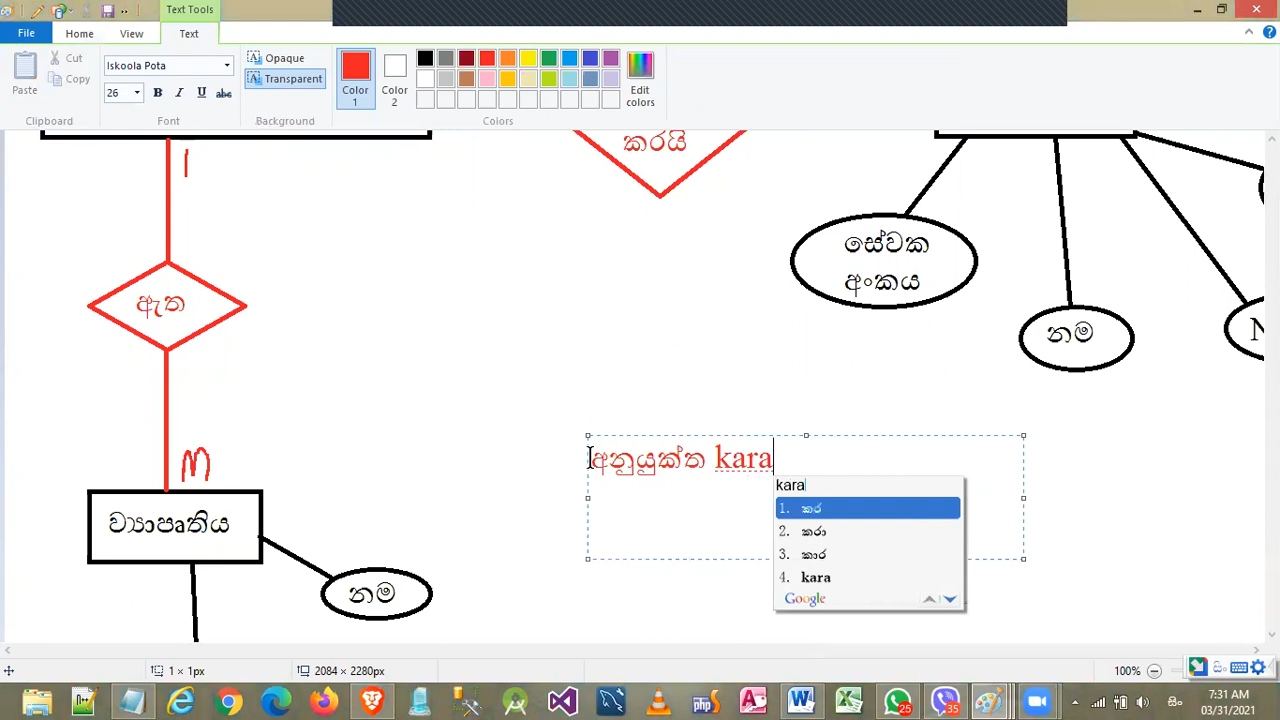 Text Tools
File
Home
View
Text
Paste
Cut
Copy
Iskoola Pota
26
B I U abc
Font
Opaque
Transparent
Background
Color 1
Color 2
Edit colors
Colors
කරයි
1
සේවක
අංකය
ඇත
නම
N
අනුයුක්ත kara
kara
1. කර
2. කරා
3. කාර
4. kara
Google
M
ව්‍යාපෘතිය
නම
1 × 1px
2084 × 2280px
100%
සිං
25
35
සිං
7:31 AM
03/31/2021